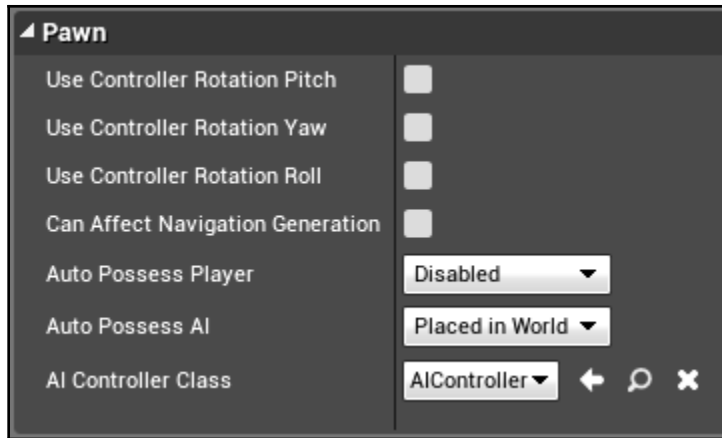 Pawn
Use Controller Rotation Pitch
Use Controller Rotation Yaw
Use Controller Rotation Roll
Can Affect Navigation Generation
Auto Possess Player Disabled
Auto Possess AI Placed in World
AI Controller Class AIController